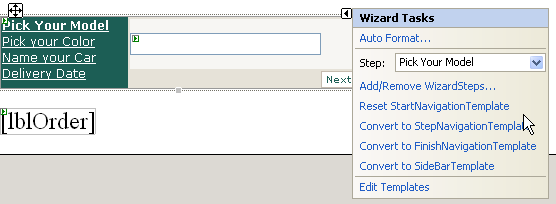 Pick Your Model
Pick your Color
Name your Car
Delivery Date
Next
[lblOrder]
Wizard Tasks
Auto Format...
Step: Pick Your Model
Add/Remove WizardSteps...
Reset StartNavigationTemplate
Convert to StepNavigationTemplate
Convert to FinishNavigationTemplate
Convert to SideBarTemplate
Edit Templates